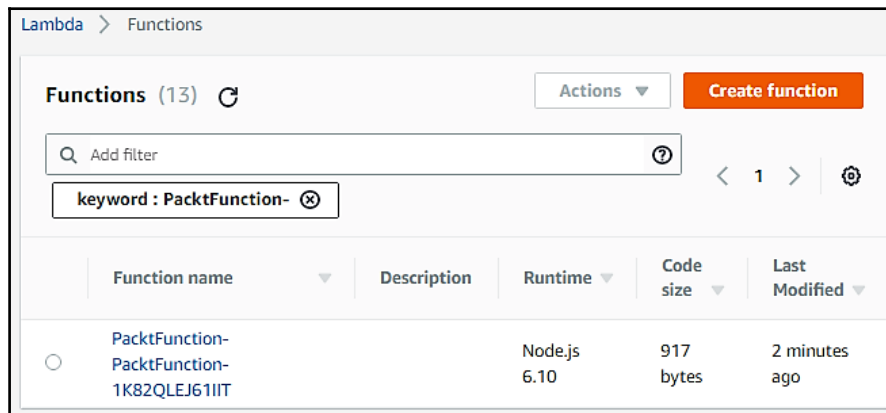 Lambda > Functions
Functions (13)
Actions
Create function
Add filter
keyword : PacktFunction-
1
Function name
Description
Runtime
Code size
Last Modified
PacktFunction-
PacktFunction-
1K82QLEJ61IIT
Node.js
6.10
917
bytes
2 minutes
ago